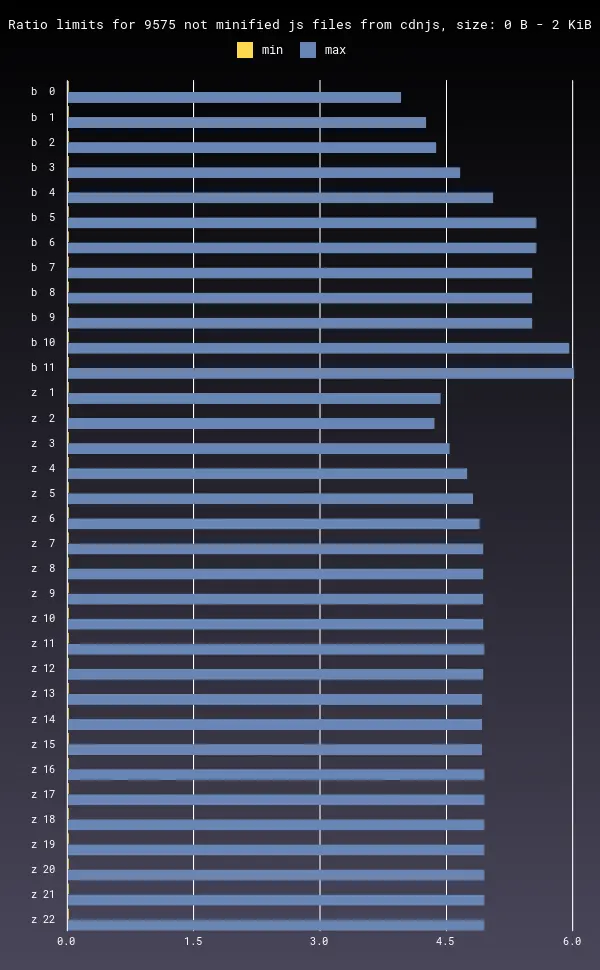 Ratio limits for 9575 not minified js files from cdnjs, size: 0 B - 2 KiB
min max
b 0
b 1
b 2
b 3
b 4
b 5
b 6
b 7
b 8
b 9
b 10
b 11
z 1
z 2
z 3
z 4
z 5
z 6
z 7
z 8
z 9
z 10
z 11
z 12
z 13
z 14
z 15
z 16
z 17
z 18
z 19
z 20
z 21
z 22
0.0 1.5 3.0 4.5 6.0